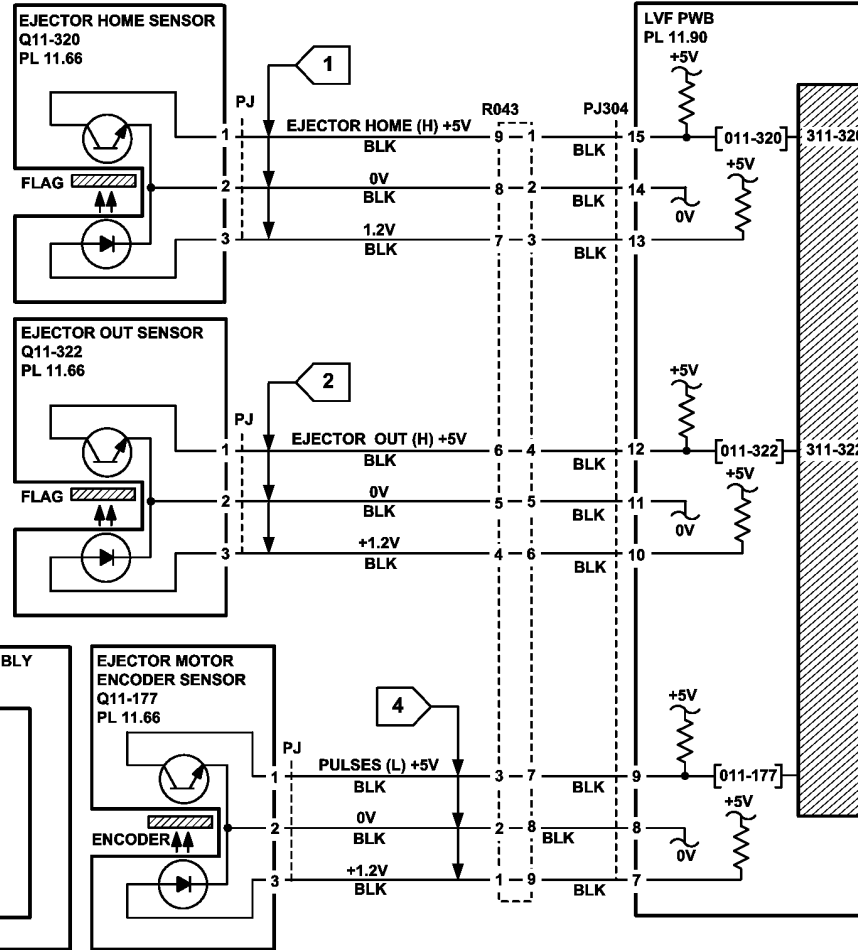 EJECTOR HOME SENSOR
Q11-320
PL 11.66
FLAG
PJ
1
2
3
1
EJECTOR HOME (H) +5V
BLK
0V
BLK
1.2V
BLK
R043
9 1
8 2
7 3
BLK
BLK
BLK
PJ304
15
14
13
LVF PWB
PL 11.90
+5V
011-320
311-320
+5V
0V
EJECTOR OUT SENSOR
Q11-322
PL 11.66
FLAG
PJ
1
2
3
2
EJECTOR OUT (H) +5V
BLK
0V
BLK
+1.2V
BLK
6 4
5 5
4 6
BLK
BLK
BLK
12
11
10
+5V
011-322
311-322
+5V
0V
BLY
EJECTOR MOTOR
ENCODER SENSOR
Q11-177
PL 11.66
ENCODER
PJ
1
2
3
4
PULSES (L) +5V
BLK
0V
BLK
+1.2V
BLK
3 7
2 8
1 9
BLK
BLK
BLK
9
8
7
+5V
011-177
+5V
0V